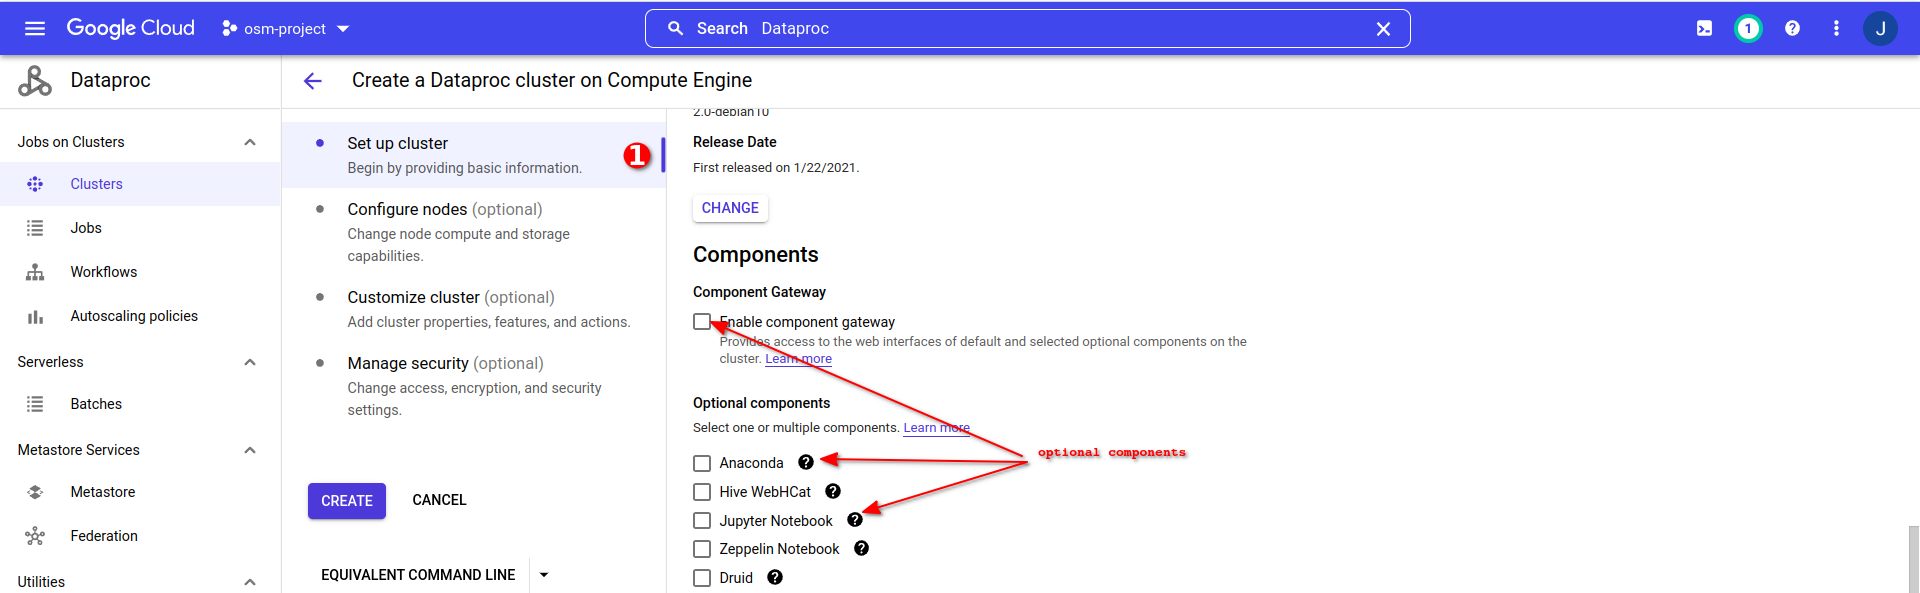 Google Cloud
osm-project
Search Dataproc
1
J
Dataproc
Create a Dataproc cluster on Compute Engine
Jobs on Clusters
Clusters
Jobs
Workflows
Autoscaling policies
Serverless
Batches
Metastore Services
Metastore
Federation
Utilities
Set up cluster
Begin by providing basic information.
1
Configure nodes (optional)
Change node compute and storage
capabilities.
Customize cluster (optional)
Add cluster properties, features, and actions.
Manage security (optional)
Change access, encryption, and security
settings.
CREATE CANCEL
EQUIVALENT COMMAND LINE
2.0-debian10
Release Date
First released on 1/22/2021.
CHANGE
Components
Component Gateway
Enable component gateway
Provides access to the web interfaces of default and selected optional components on the
cluster. Learn more
Optional components
Select one or multiple components. Learn more
optional components
Anaconda
Hive WebHCat
Jupyter Notebook
Zeppelin Notebook
Druid